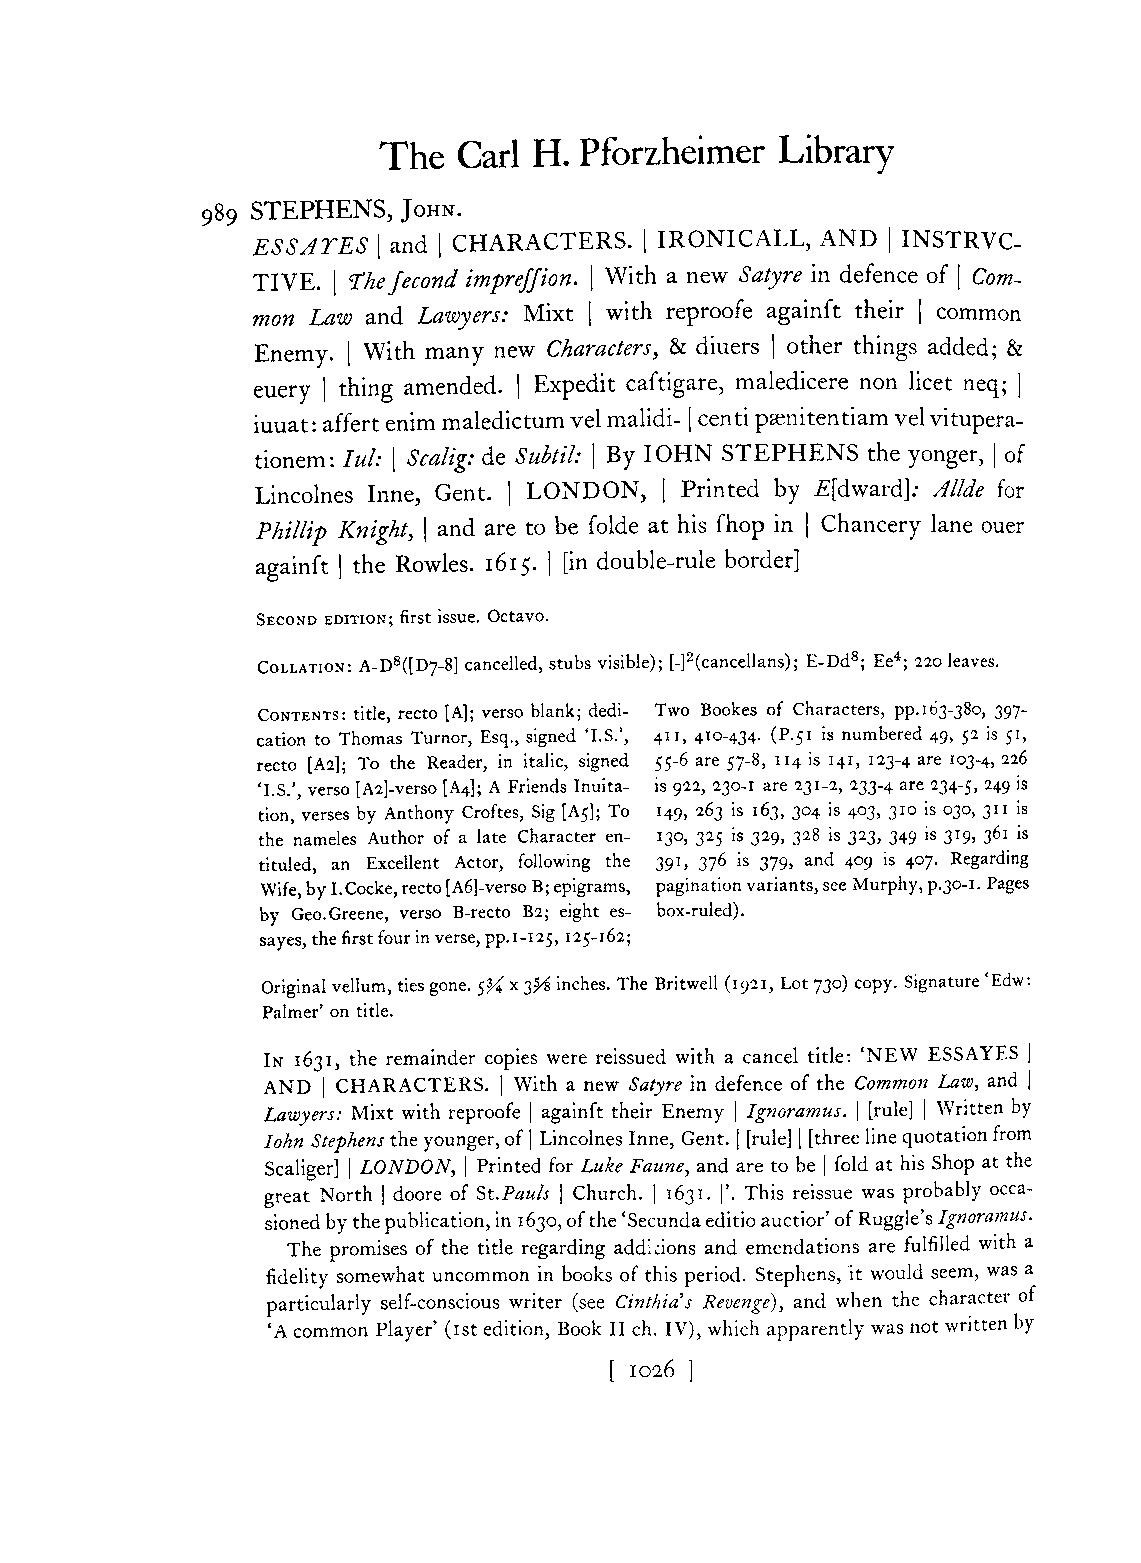 The Carl H. Pforzheimer Library
989 STEPHENS, JOHN.
ESSAYES | and | CHARACTERS. | IRONICALL, AND | INSTRVC-
TIVE. | The ſecond impreſſion. | With a new Satyre in defence of | Com-
mon Law and Lawyers: Mixt | with reproofe againſt their | common
Enemy. | With many new Characters, & diuers | other things added; &
euery | thing amended. | Expedit caſtigare, maledicere non licet neq; |
iuuat: affert enim maledictum vel malidi- | centi pænitentiam vel vitupera-
tionem: Iul: | Scalig: de Subtil: | By IOHN STEPHENS the yonger, | of
Lincolnes Inne, Gent. | LONDON, | Printed by E[dward]: Allde for
Phillip Knight, | and are to be ſolde at his ſhop in | Chancery lane ouer
againſt | the Rowles. 1615. | [in double-rule border]
SECOND EDITION; first issue. Octavo.
COLLATION: A-D⁸([D7-8] cancelled, stubs visible); [-]²(cancellans); E-Dd⁸; Ee⁴; 220 leaves.
CONTENTS: title, recto [A]; verso blank; dedi-
cation to Thomas Turnor, Esq., signed ‘I.S.’,
recto [A2]; To the Reader, in italic, signed
‘I.S.’, verso [A2]-verso [A4]; A Friends Inuita-
tion, verses by Anthony Croftes, Sig [A5]; To
the nameles Author of a late Character en-
tituled, an Excellent Actor, following the
Wife, by I.Cocke, recto [A6]-verso B; epigrams,
by Geo.Greene, verso B-recto B2; eight es-
sayes, the first four in verse, pp.1-125, 125-162;
Two Bookes of Characters, pp.163-380, 397-
411, 410-434. (P.51 is numbered 49, 52 is 51,
55-6 are 57-8, 114 is 141, 123-4 are 103-4, 226
is 922, 230-1 are 231-2, 233-4 are 234-5, 249 is
149, 263 is 163, 304 is 403, 310 is 030, 311 is
130, 325 is 329, 328 is 323, 349 is 319, 361 is
391, 376 is 379, and 409 is 407. Regarding
pagination variants, see Murphy, p.30-1. Pages
box-ruled).
Original vellum, ties gone. 5¾ x 3⅝ inches. The Britwell (1921, Lot 730) copy. Signature ‘Edw:
Palmer’ on title.
IN 1631, the remainder copies were reissued with a cancel title: ‘NEW ESSAYES |
AND | CHARACTERS. | With a new Satyre in defence of the Common Law, and |
Lawyers: Mixt with reproofe | againſt their Enemy | Ignoramus. | [rule] | Written by
Iohn Stephens the younger, of | Lincolnes Inne, Gent. | [rule] | [three line quotation from
Scaliger] | LONDON, | Printed for Luke Faune, and are to be | ſold at his Shop at the
great North | doore of St.Pauls | Church. | 1631. |’. This reissue was probably occa-
sioned by the publication, in 1630, of the ‘Secunda editio auctior’ of Ruggle’s Ignoramus.
The promises of the title regarding additions and emendations are fulfilled with a
fidelity somewhat uncommon in books of this period. Stephens, it would seem, was a
particularly self-conscious writer (see Cinthia’s Revenge), and when the character of
‘A common Player’ (1st edition, Book II ch. IV), which apparently was not written by
[ 1026 ]